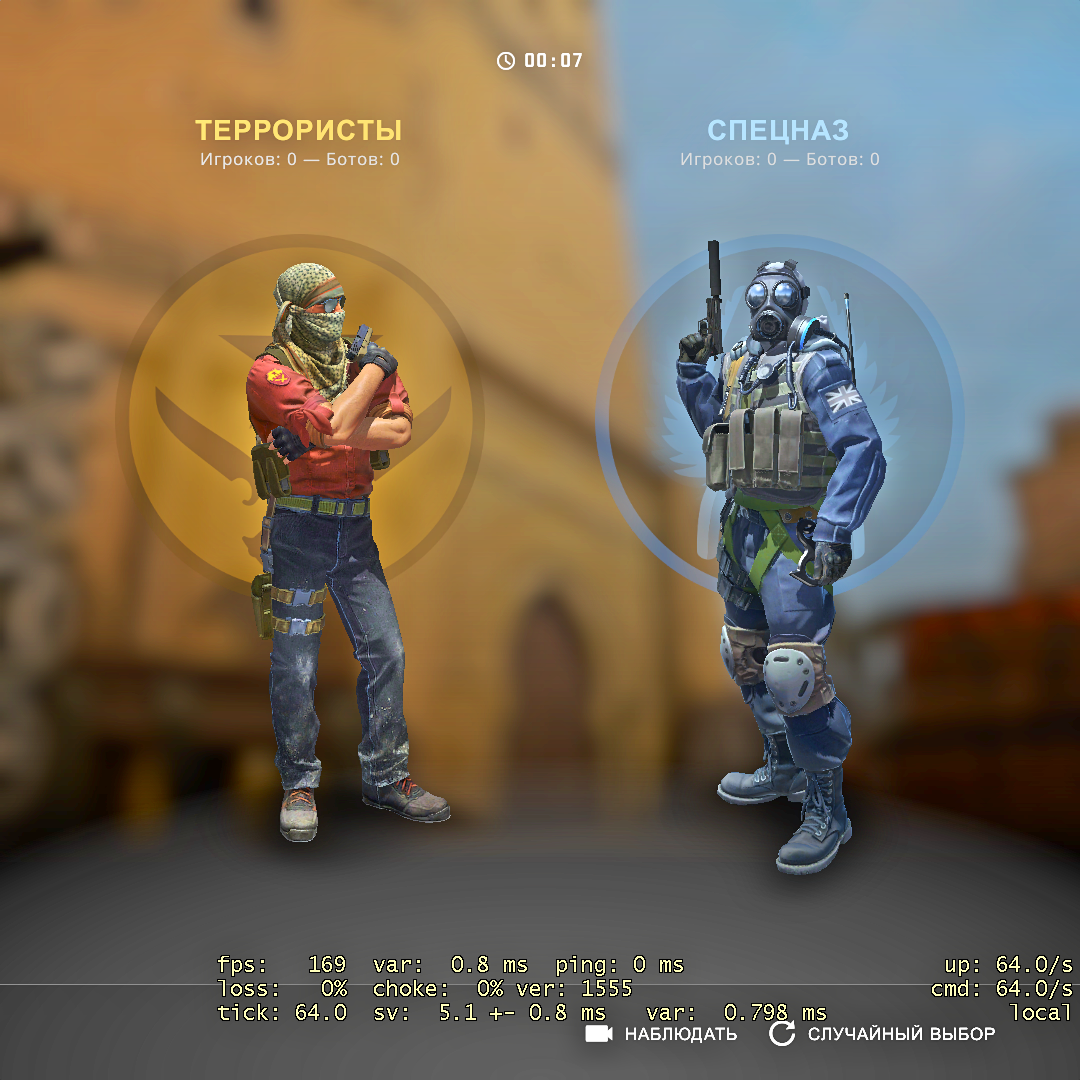 00:07
ТЕРРОРИСТЫ
Игроков: 0 — Ботов: 0
СПЕЦНАЗ
Игроков: 0 — Ботов: 0
fps: 169 var: 0.8 ms ping: 0 ms up: 64.0/s
loss: 0% choke: 0% ver: 1555 cmd: 64.0/s
tick: 64.0 sv: 5.1 +- 0.8 ms var: 0.798 ms local
НАБЛЮДАТЬ СЛУЧАЙНЫЙ ВЫБОР